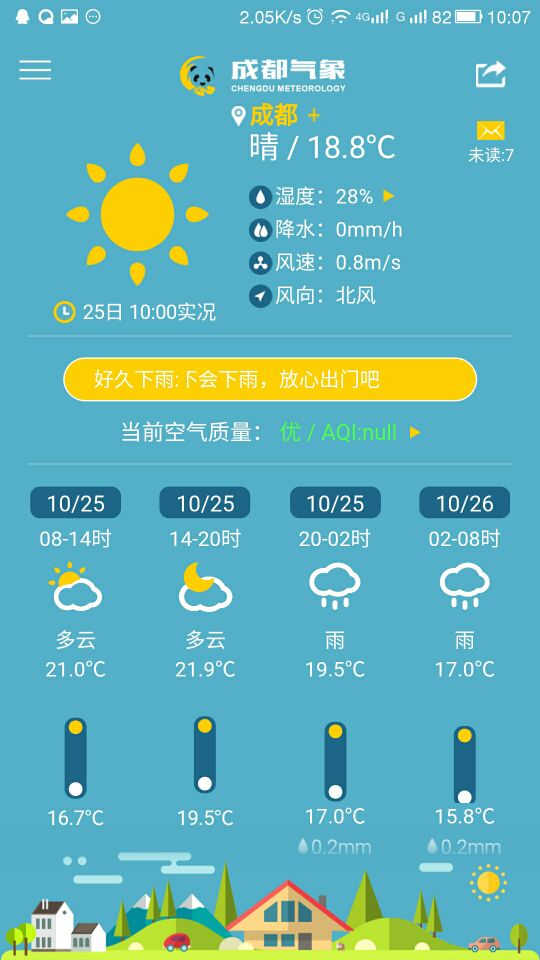 2.05K/s 4G G 82 10:07
成都气象
CHENGDU METEOROLOGY
成都 +
晴 / 18.8℃
未读:7
湿度：28%
降水：0mm/h
风速：0.8m/s
风向：北风
25日 10:00实况
好久下雨:不会下雨，放心出门吧
当前空气质量： 优 / AQI:null
10/25 10/25 10/25 10/26
08-14时 14-20时 20-02时 02-08时
多云 多云 雨 雨
21.0℃ 21.9℃ 19.5℃ 17.0℃
16.7℃ 19.5℃ 17.0℃ 15.8℃
0.2mm 0.2mm